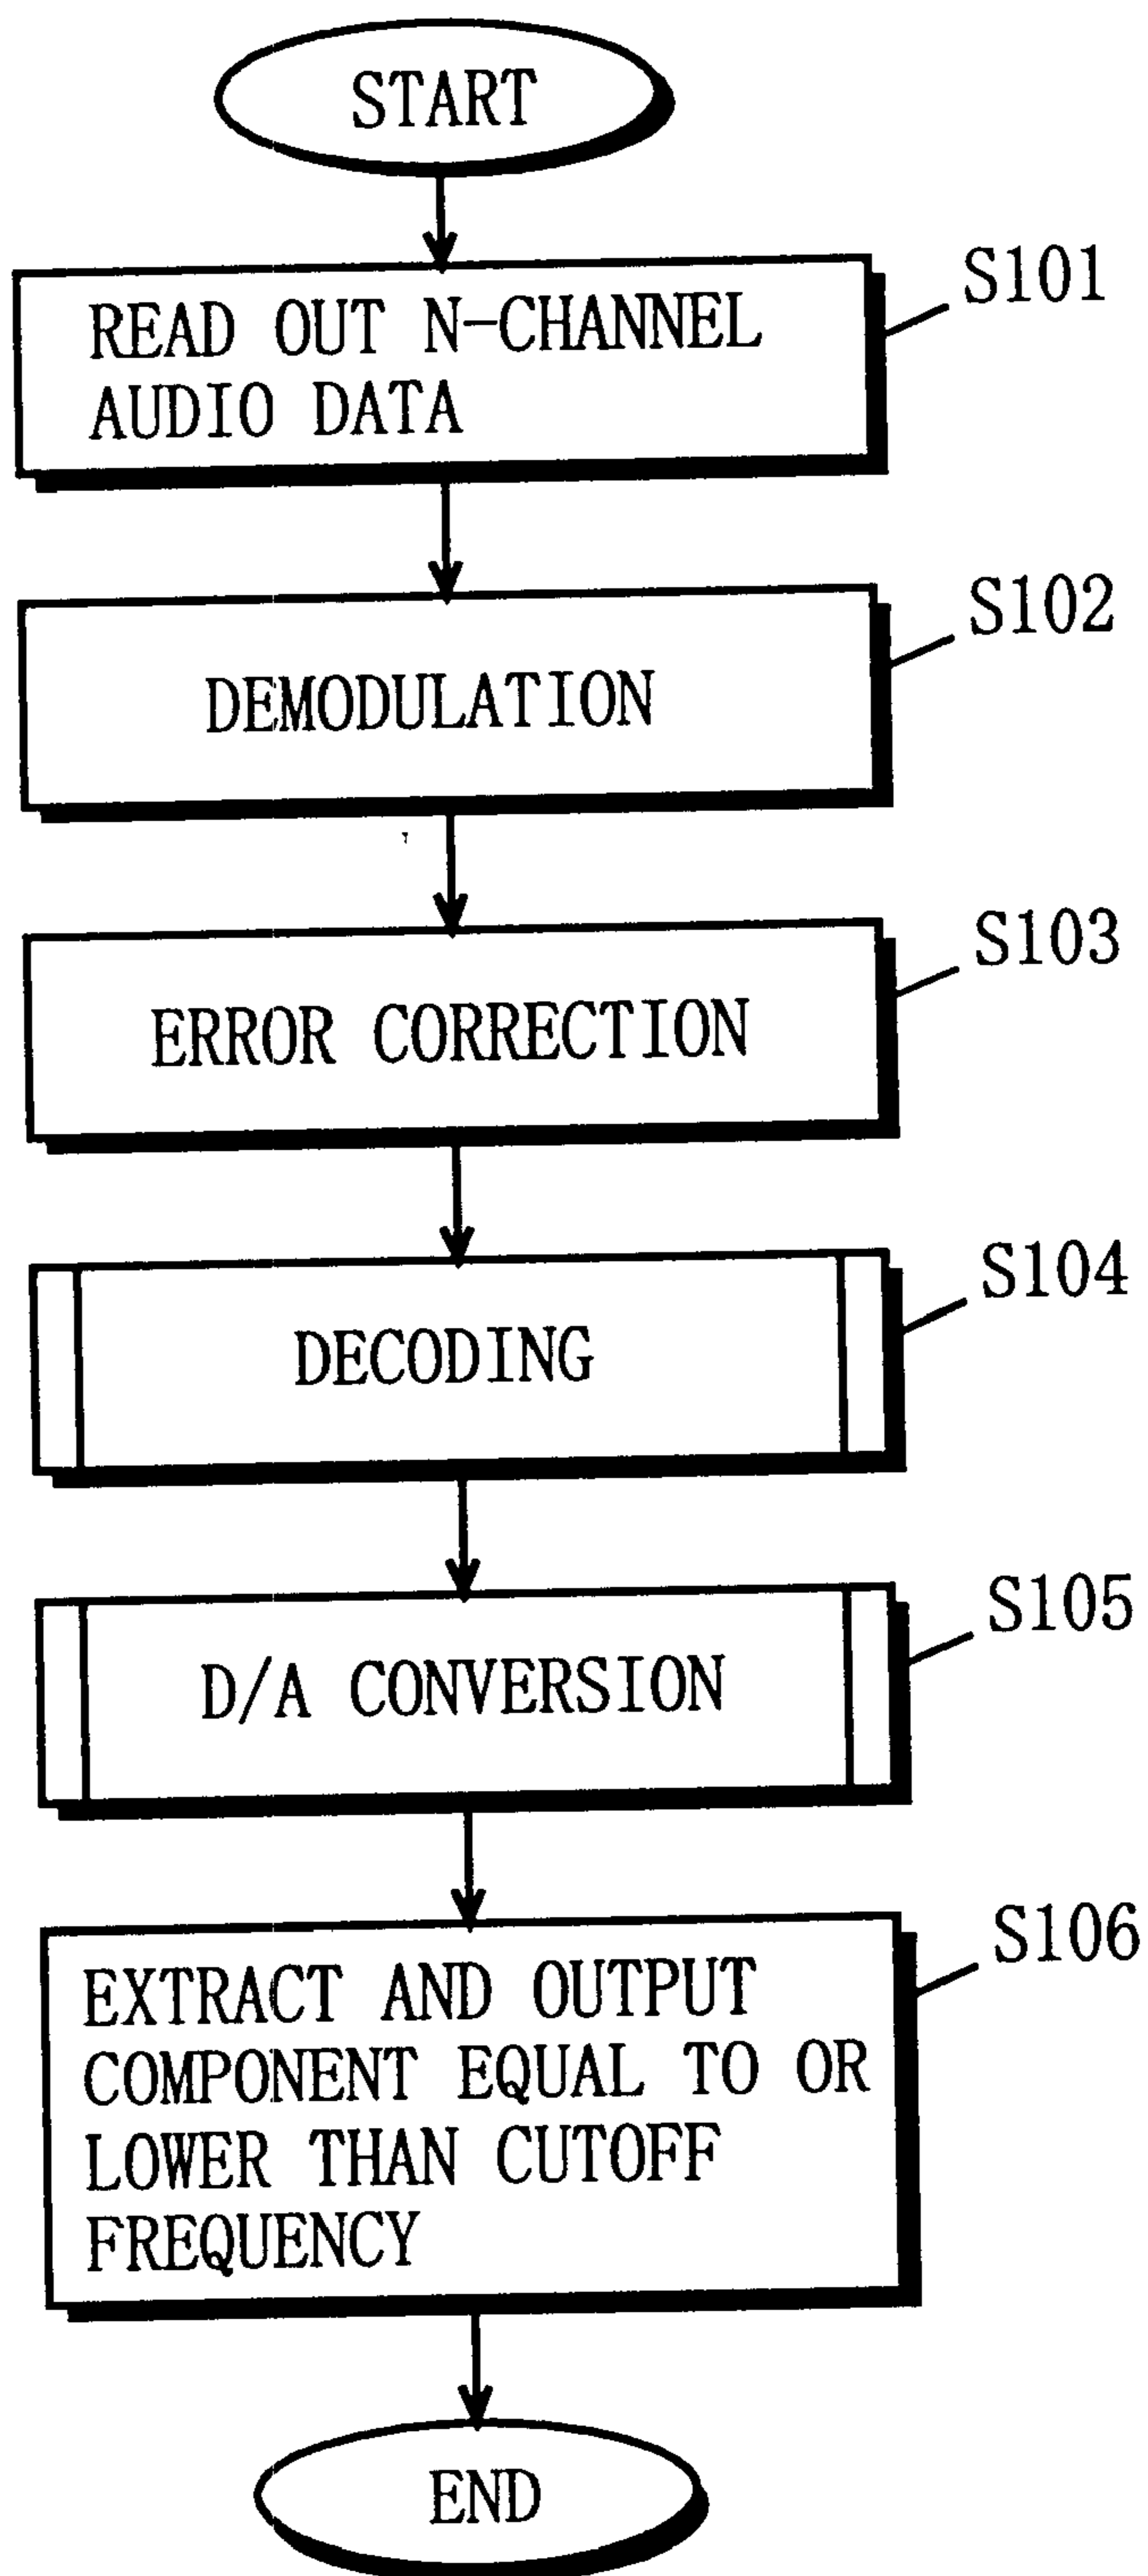 START
S101
READ OUT N-CHANNEL
AUDIO DATA
S102
DEMODULATION
S103
ERROR CORRECTION
S104
DECODING
S105
D/A CONVERSION
S106
EXTRACT AND OUTPUT
COMPONENT EQUAL TO OR
LOWER THAN CUTOFF
FREQUENCY
END